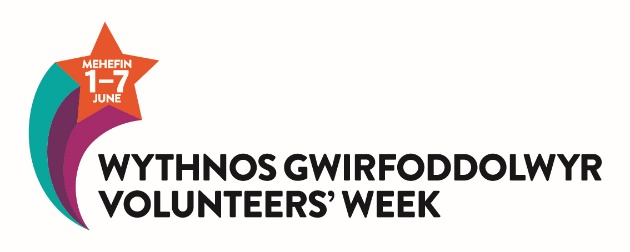 MEHEFIN
1–7
JUNE
WYTHNOS GWIRFODDOLWYR
VOLUNTEERS’ WEEK